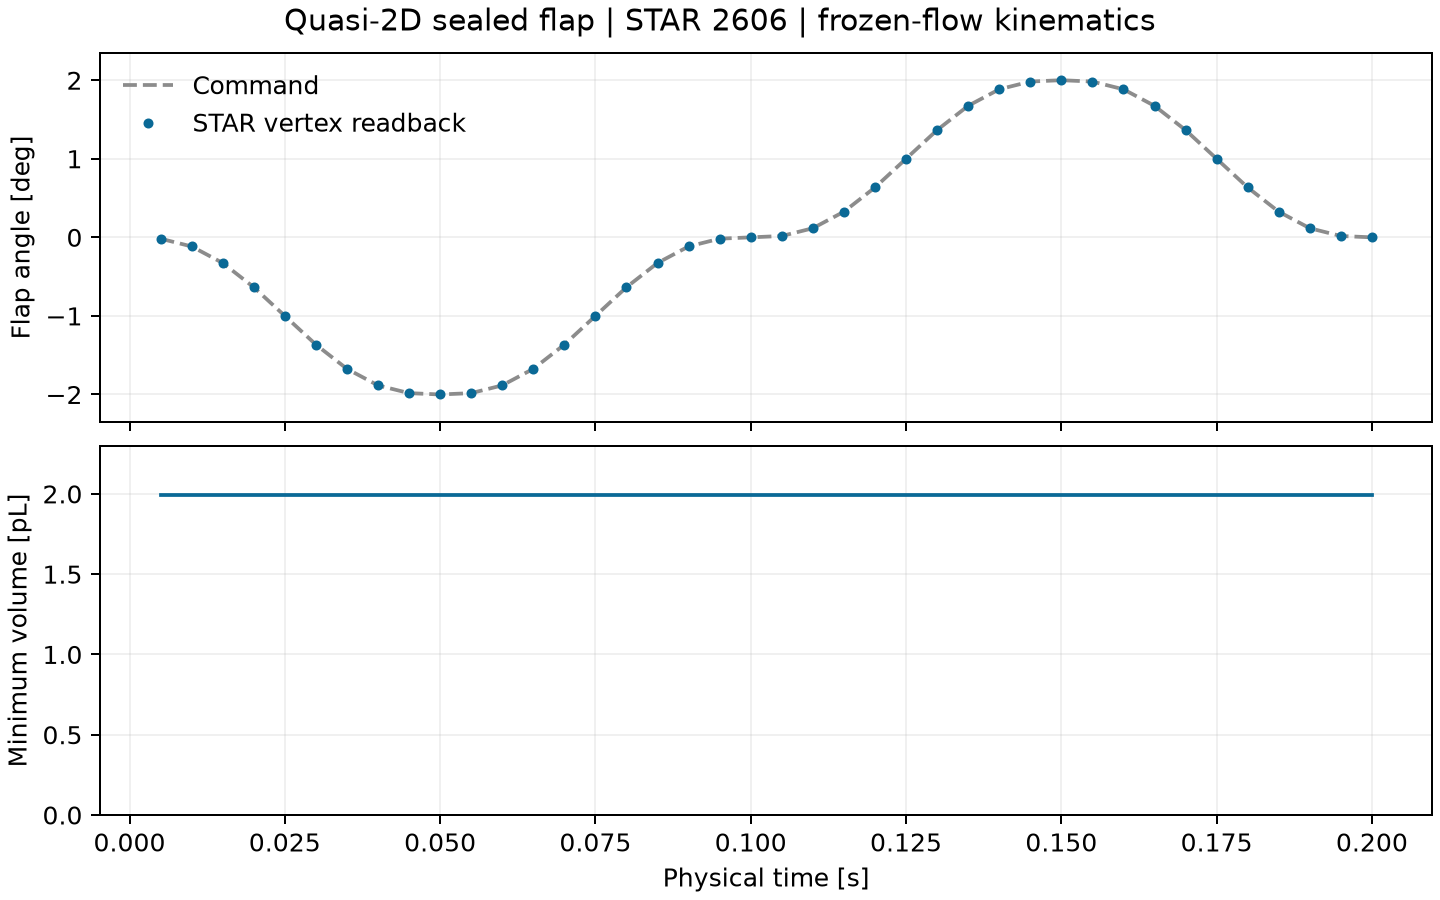 Quasi-2D sealed flap | STAR 2606 | frozen-flow kinematics
Command
STAR vertex readback
Flap angle [deg]
2
1
0
−1
−2
Minimum volume [pL]
2.0
1.5
1.0
0.5
0.0
0.000 0.025 0.050 0.075 0.100 0.125 0.150 0.175 0.200
Physical time [s]